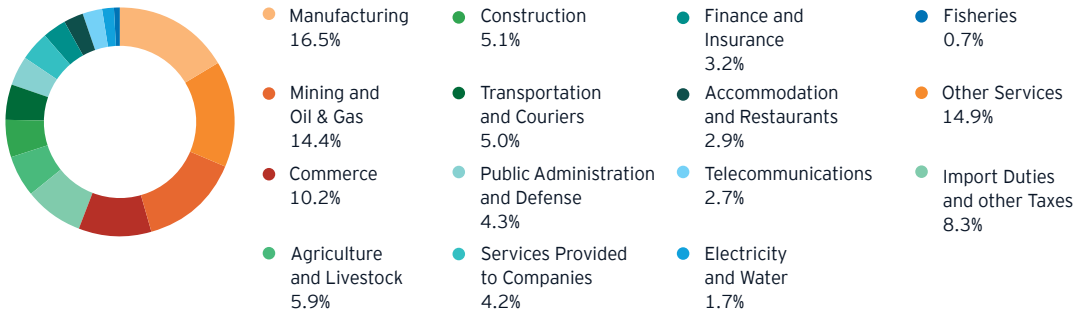 Manufacturing
16.5%
Mining and
Oil & Gas
14.4%
Commerce
10.2%
Agriculture
and Livestock
5.9%
Construction
5.1%
Transportation
and Couriers
5.0%
Public Administration
and Defense
4.3%
Services Provided
to Companies
4.2%
Finance and
Insurance
3.2%
Accommodation
and Restaurants
2.9%
Telecommunications
2.7%
Electricity
and Water
1.7%
Fisheries
0.7%
Other Services
14.9%
Import Duties
and other Taxes
8.3%